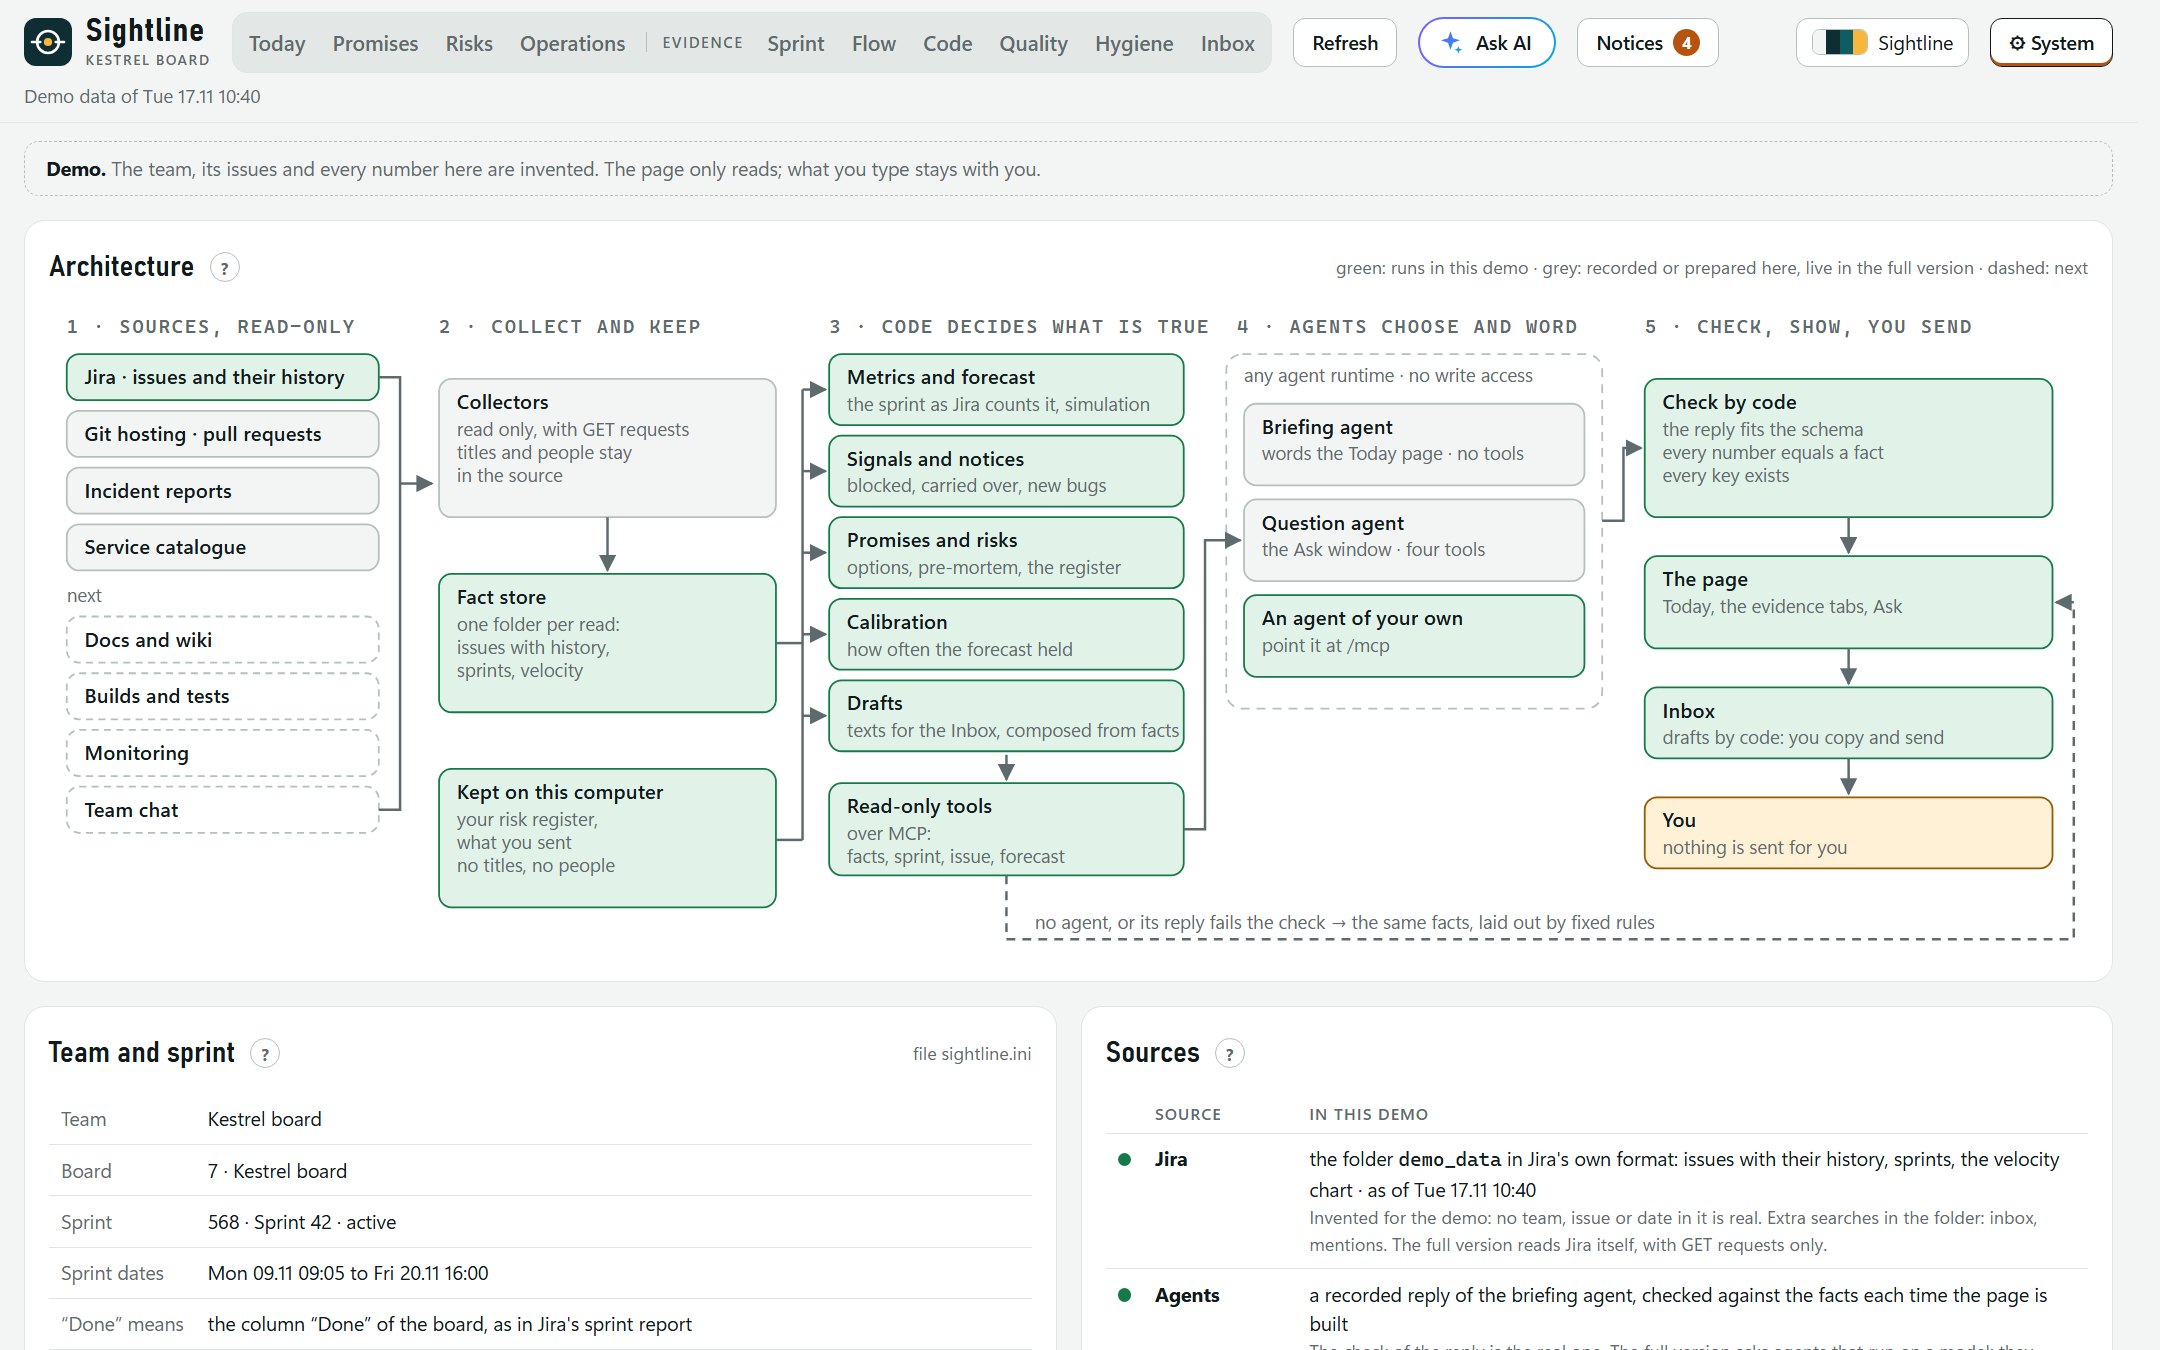 Sightline
KESTREL BOARD
Today Promises Risks Operations EVIDENCE Sprint Flow Code Quality Hygiene Inbox
Refresh
Ask AI
Notices 4
Sightline
⚙ System
Demo data of Tue 17.11 10:40
Demo. The team, its issues and every number here are invented. The page only reads; what you type stays with you.
Architecture ?
green: runs in this demo · grey: recorded or prepared here, live in the full version · dashed: next
1 · SOURCES, READ-ONLY
Jira · issues and their history
Git hosting · pull requests
Incident reports
Service catalogue
next
Docs and wiki
Builds and tests
Monitoring
Team chat
2 · COLLECT AND KEEP
Collectors
read only, with GET requests
titles and people stay
in the source
Fact store
one folder per read:
issues with history,
sprints, velocity
Kept on this computer
your risk register,
what you sent
no titles, no people
3 · CODE DECIDES WHAT IS TRUE
Metrics and forecast
the sprint as Jira counts it, simulation
Signals and notices
blocked, carried over, new bugs
Promises and risks
options, pre-mortem, the register
Calibration
how often the forecast held
Drafts
texts for the Inbox, composed from facts
Read-only tools
over MCP:
facts, sprint, issue, forecast
4 · AGENTS CHOOSE AND WORD
any agent runtime · no write access
Briefing agent
words the Today page · no tools
Question agent
the Ask window · four tools
An agent of your own
point it at /mcp
5 · CHECK, SHOW, YOU SEND
Check by code
the reply fits the schema
every number equals a fact
every key exists
The page
Today, the evidence tabs, Ask
Inbox
drafts by code: you copy and send
You
nothing is sent for you
no agent, or its reply fails the check → the same facts, laid out by fixed rules
Team and sprint ?
file sightline.ini
Team Kestrel board
Board 7 · Kestrel board
Sprint 568 · Sprint 42 · active
Sprint dates Mon 09.11 09:05 to Fri 20.11 16:00
“Done” means the column “Done” of the board, as in Jira's sprint report
Sources ?
SOURCE IN THIS DEMO
Jira the folder demo_data in Jira's own format: issues with their history, sprints, the velocity
chart · as of Tue 17.11 10:40
Invented for the demo: no team, issue or date in it is real. Extra searches in the folder: inbox,
mentions. The full version reads Jira itself, with GET requests only.
Agents a recorded reply of the briefing agent, checked against the facts each time the page is
built